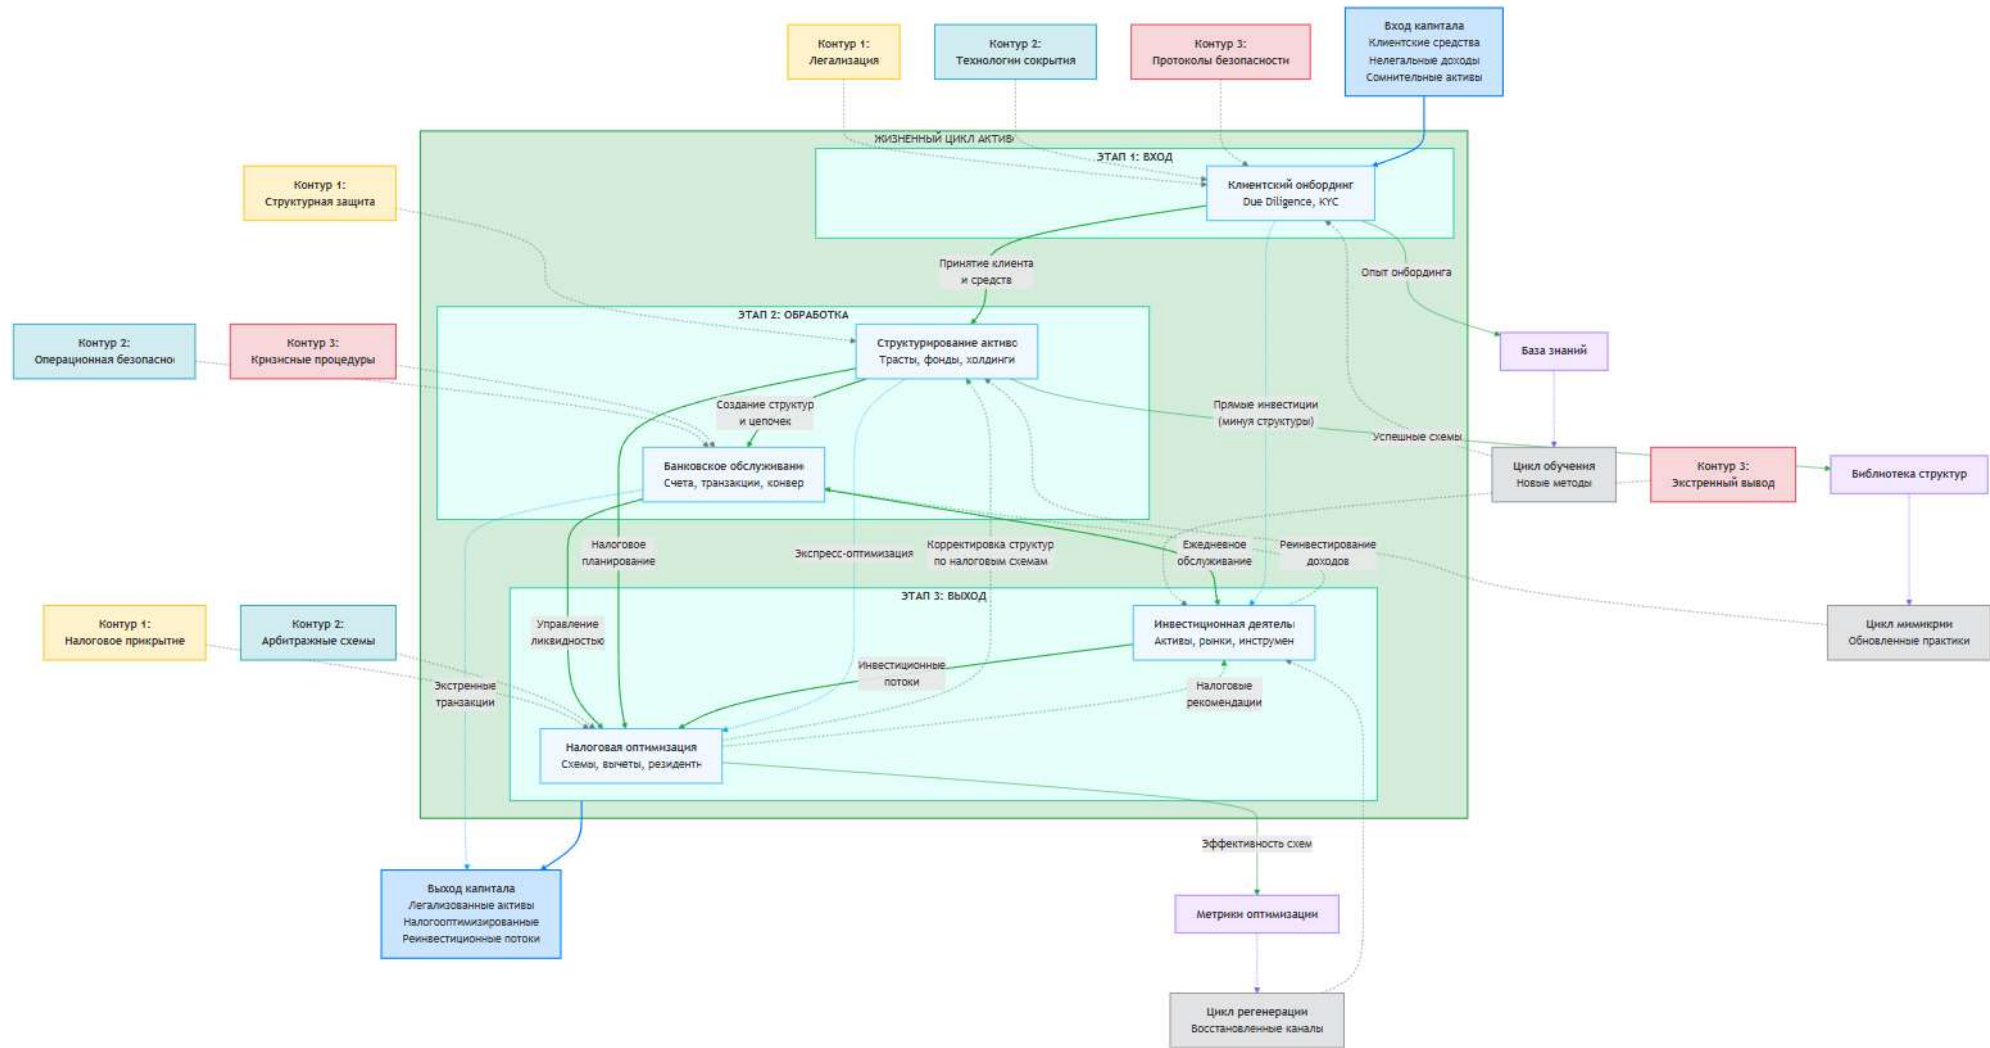 Вход капитала
Клиентские средства
Нелегальные доходы
Сомнительные активы
Контур 1:
Легализация
Контур 2:
Технологии сокрытия
Контур 3:
Протоколы безопасности
ЖИЗНЕННЫЙ ЦИКЛ АКТИВ
ЭТАП 1: ВХОД
Клиентский онбординг
Due Diligence, KYC
Контур 1:
Структурная защита
Принятие клиента
и средств
Опыт онбординга
ЭТАП 2: ОБРАБОТКА
Контур 2:
Операционная безопасно
Контур 3:
Кризисные процедуры
Структурирование активо
Трасты, фонды, холдинги
База знаний
Создание структур
и цепочек
Прямые инвестиции
(минуя структуры)
Успешные схемы
Банковское обслуживани
Счета, транзакции, конвер
Цикл обучения
Новые методы
Контур 3:
Экстренный вывод
Библиотека структур
Налоговое
планирование
Экспресс-оптимизация
Корректировка структур
по налоговым схемам
Ежедневное
обслуживание
Реинвестирование
доходов
ЭТАП 3: ВЫХОД
Контур 1:
Налоговое прикрытие
Контур 2:
Арбитражные схемы
Управление
ликвидностью
Инвестиционная деятель
Активы, рынки, инструмен
Цикл мимикрии
Обновленные практики
Экстренные
транзакции
Инвестиционные
потоки
Налоговые
рекомендации
Налоговая оптимизация
Схемы, вычеты, резидентн
Эффективность схем
Выход капитала
Легализованные активы
Налогооптимизированные
Реинвестиционные потоки
Метрики оптимизации
Цикл регенерации
Восстановленные каналы